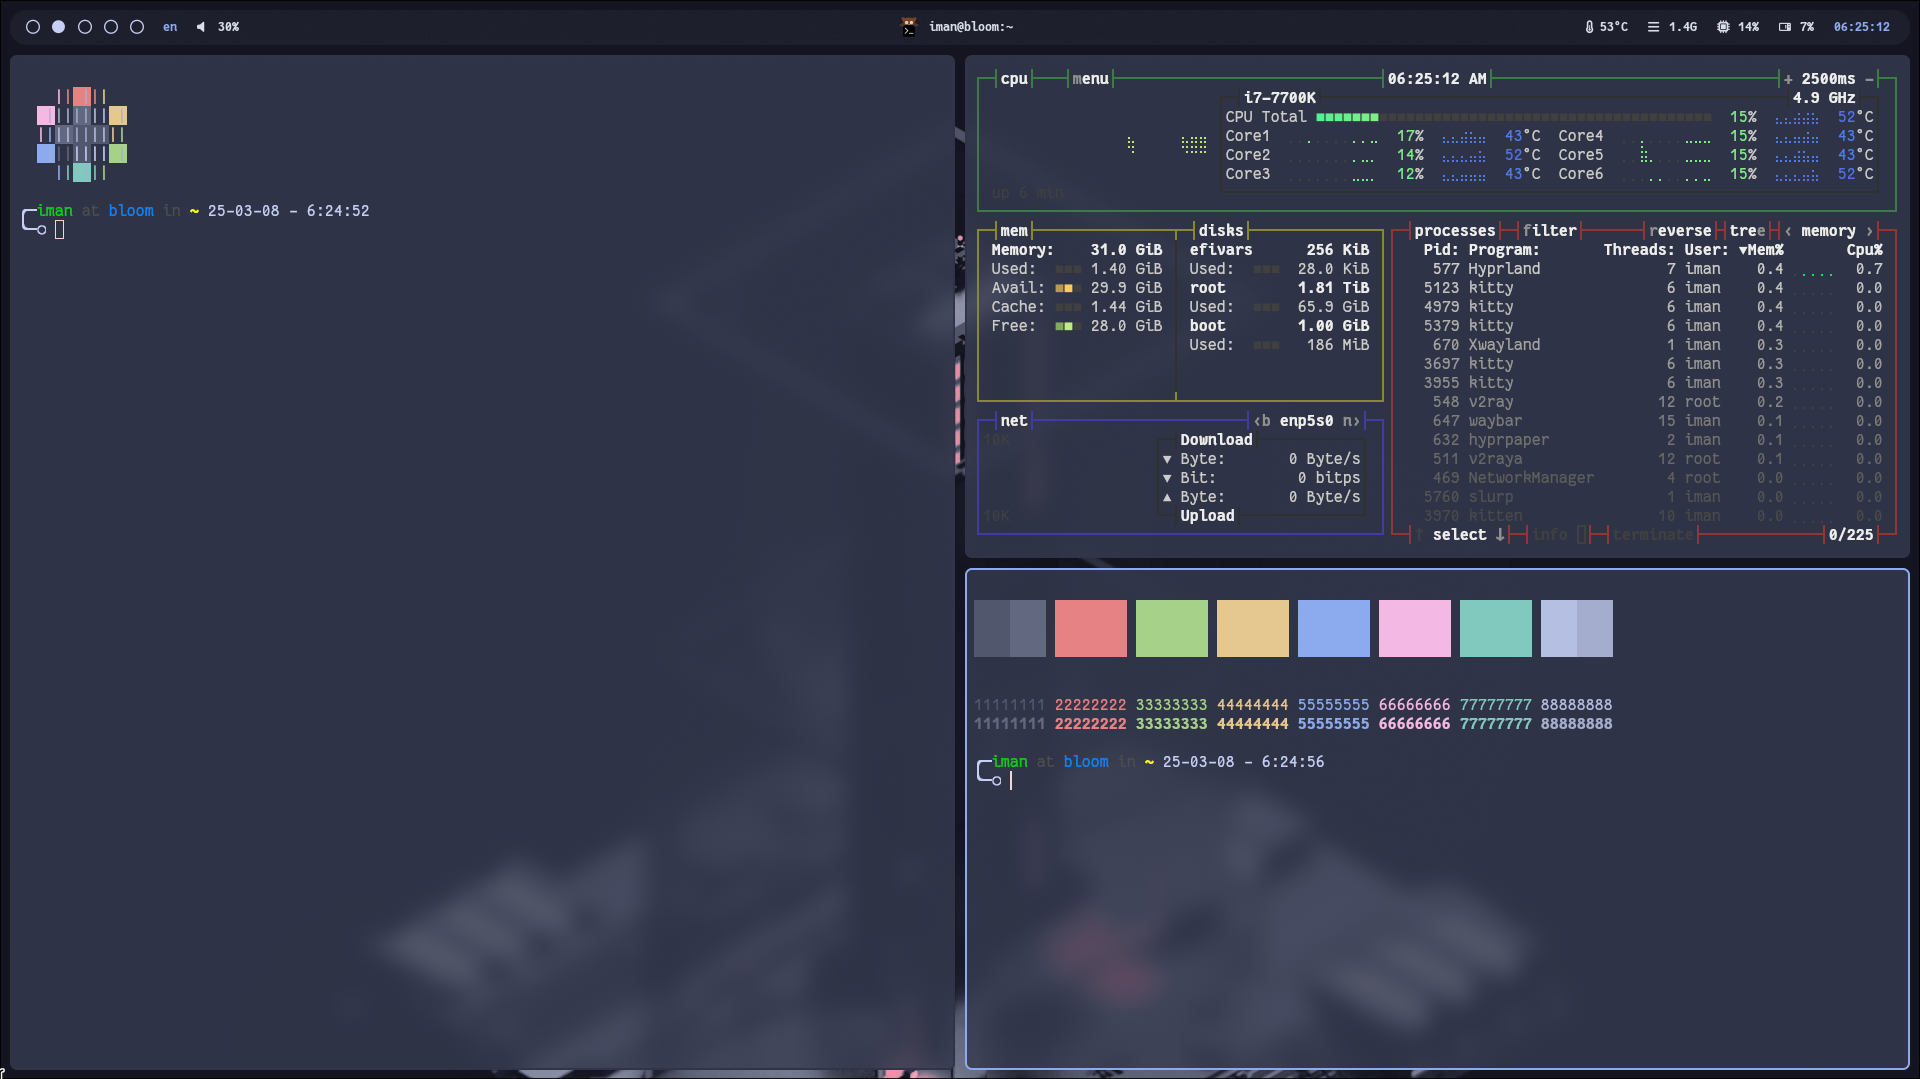 en 30%
iman@bloom:~
53°C 1.4G 14% 7% 06:25:12
iman at bloom in ~ 25-03-08 - 6:24:52
cpu menu 06:25:12 AM + 2500ms -
i7-7700K 4.9 GHz
CPU Total 15% 52°C
Core1 17% 43°C Core4 15% 43°C
Core2 14% 52°C Core5 15% 43°C
Core3 12% 43°C Core6 15% 52°C
up 6 min
mem disks
Memory: 31.0 GiB efivars 256 KiB
Used: 1.40 GiB Used: 28.0 KiB
Avail: 29.9 GiB root 1.81 TiB
Cache: 1.44 GiB Used: 65.9 GiB
Free: 28.0 GiB boot 1.00 GiB
Used: 186 MiB
net <b enp5s0 n>
10K Download
▼ Byte: 0 Byte/s
▼ Bit: 0 bitps
▲ Byte: 0 Byte/s
10K Upload
processes filter reverse tree < memory >
Pid: Program: Threads: User: ▼Mem% Cpu%
577 Hyprland 7 iman 0.4 0.7
5123 kitty 6 iman 0.4 0.0
4979 kitty 6 iman 0.4 0.0
5379 kitty 6 iman 0.4 0.0
670 Xwayland 1 iman 0.3 0.0
3697 kitty 6 iman 0.3 0.0
3955 kitty 6 iman 0.3 0.0
548 v2ray 12 root 0.2 0.0
647 waybar 15 iman 0.1 0.0
632 hyprpaper 2 iman 0.1 0.0
511 v2raya 12 root 0.1 0.0
469 NetworkManager 4 root 0.0 0.0
5760 slurp 1 iman 0.0 0.0
3970 kitten 10 iman 0.0 0.0
↑ select ↓ info terminate 0/225
11111111 22222222 33333333 44444444 55555555 66666666 77777777 88888888
11111111 22222222 33333333 44444444 55555555 66666666 77777777 88888888
iman at bloom in ~ 25-03-08 - 6:24:56